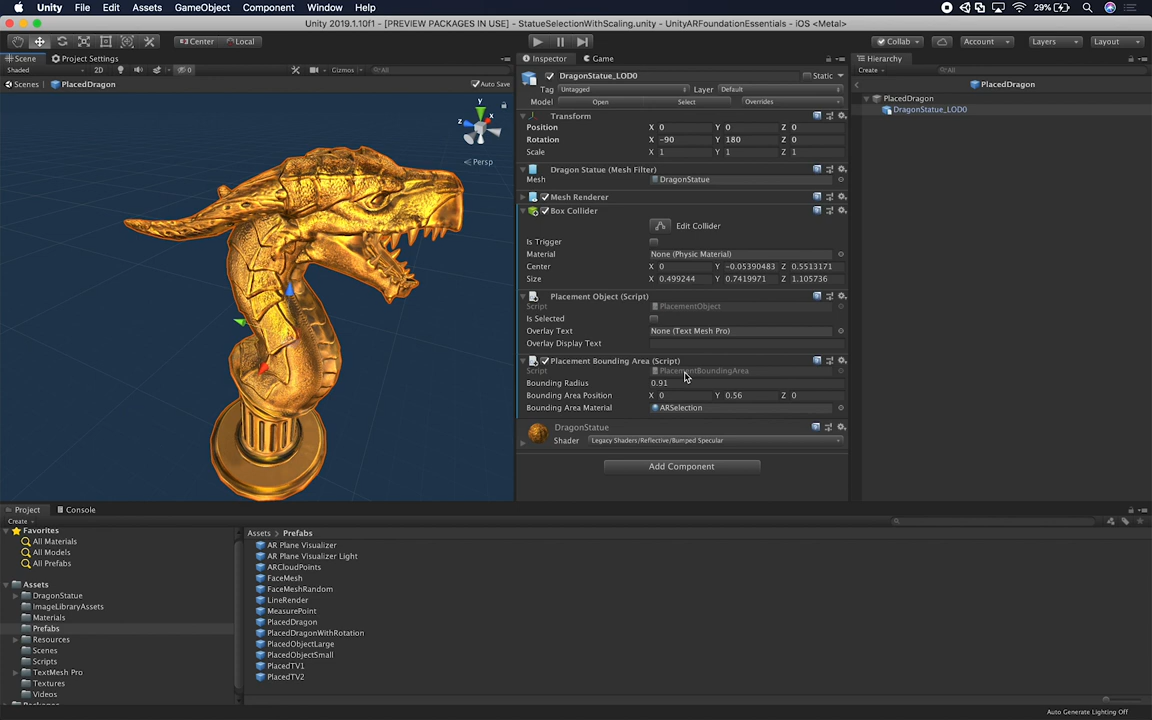 Unity File Edit Assets GameObject Component Window Help 29%
Unity 2019.1.10f1 - [PREVIEW PACKAGES IN USE] - StatueSelectionWithScaling.unity - UnityARFoundationEssentials - iOS <Metal>
Center Local Collab Account Layers Layout
Scene Project Settings Inspector Game Hierarchy
Shaded 2D 0 Gizmos All
Scenes PlacedDragon Auto Save
DragonStatue_LOD0 Static
Tag Untagged Layer Default
Model Open Select Overrides
Transform
Position X 0 Y 0 Z 0
Rotation X -90 Y 180 Z 0
Scale X 1 Y 1 Z 1
Dragon Statue (Mesh Filter)
Mesh DragonStatue
Mesh Renderer
Box Collider
Edit Collider
Is Trigger
Material None (Physic Material)
Center X 0 Y -0.05390483 Z 0.5513171
Size X 0.499244 Y 0.7419971 Z 1.105736
Placement Object (Script)
Script PlacementObject
Is Selected
Overlay Text None (Text Mesh Pro)
Overlay Display Text
Placement Bounding Area (Script)
Script PlacementBoundingArea
Bounding Radius 0.91
Bounding Area Position X 0 Y 0.56 Z 0
Bounding Area Material ARSelection
DragonStatue
Shader Legacy Shaders/Reflective/Bumped Specular
Add Component
y
x
z
Persp
Create All
PlacedDragon
PlacedDragon
DragonStatue_LOD0
Project Console
Create
Favorites
All Materials
All Models
All Prefabs
Assets
DragonStatue
ImageLibraryAssets
Materials
Prefabs
Resources
Scenes
Scripts
TextMesh Pro
Textures
Videos
Assets > Prefabs
AR Plane Visualizer
AR Plane Visualizer Light
ARCloudPoints
FaceMesh
FaceMeshRandom
LineRender
MeasurePoint
PlacedDragon
PlacedDragonWithRotation
PlacedObjectLarge
PlacedObjectSmall
PlacedTV1
PlacedTV2
Auto Generate Lighting Off